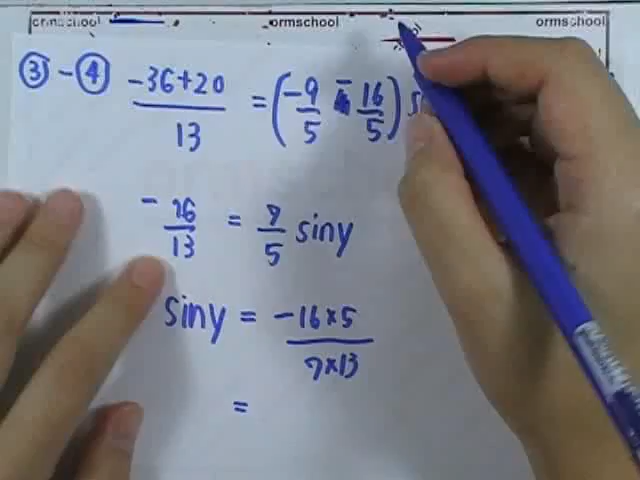 ormschool ormschool ormschool
③ - ④ (-36+20)/13 = (-9/5 - 16/5) si
-16/13 = 7/5 siny
siny = (-16×5)/(7×13)
=